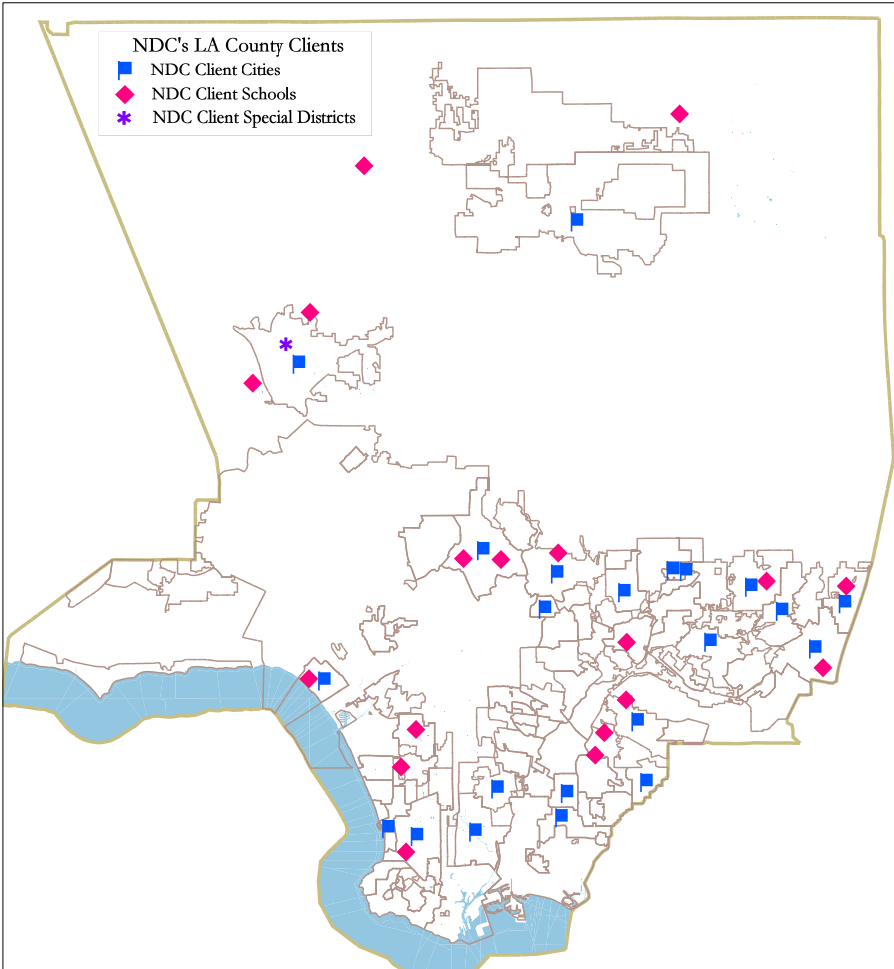 NDC's LA County Clients
NDC Client Cities
NDC Client Schools
NDC Client Special Districts